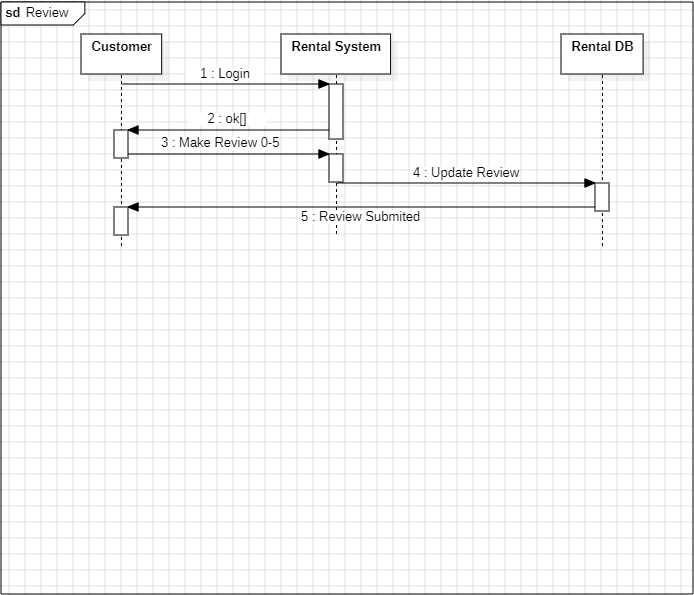 sd Review
Customer
Rental System
Rental DB
1 : Login
2 : ok[]
3 : Make Review 0-5
4 : Update Review
5 : Review Submited